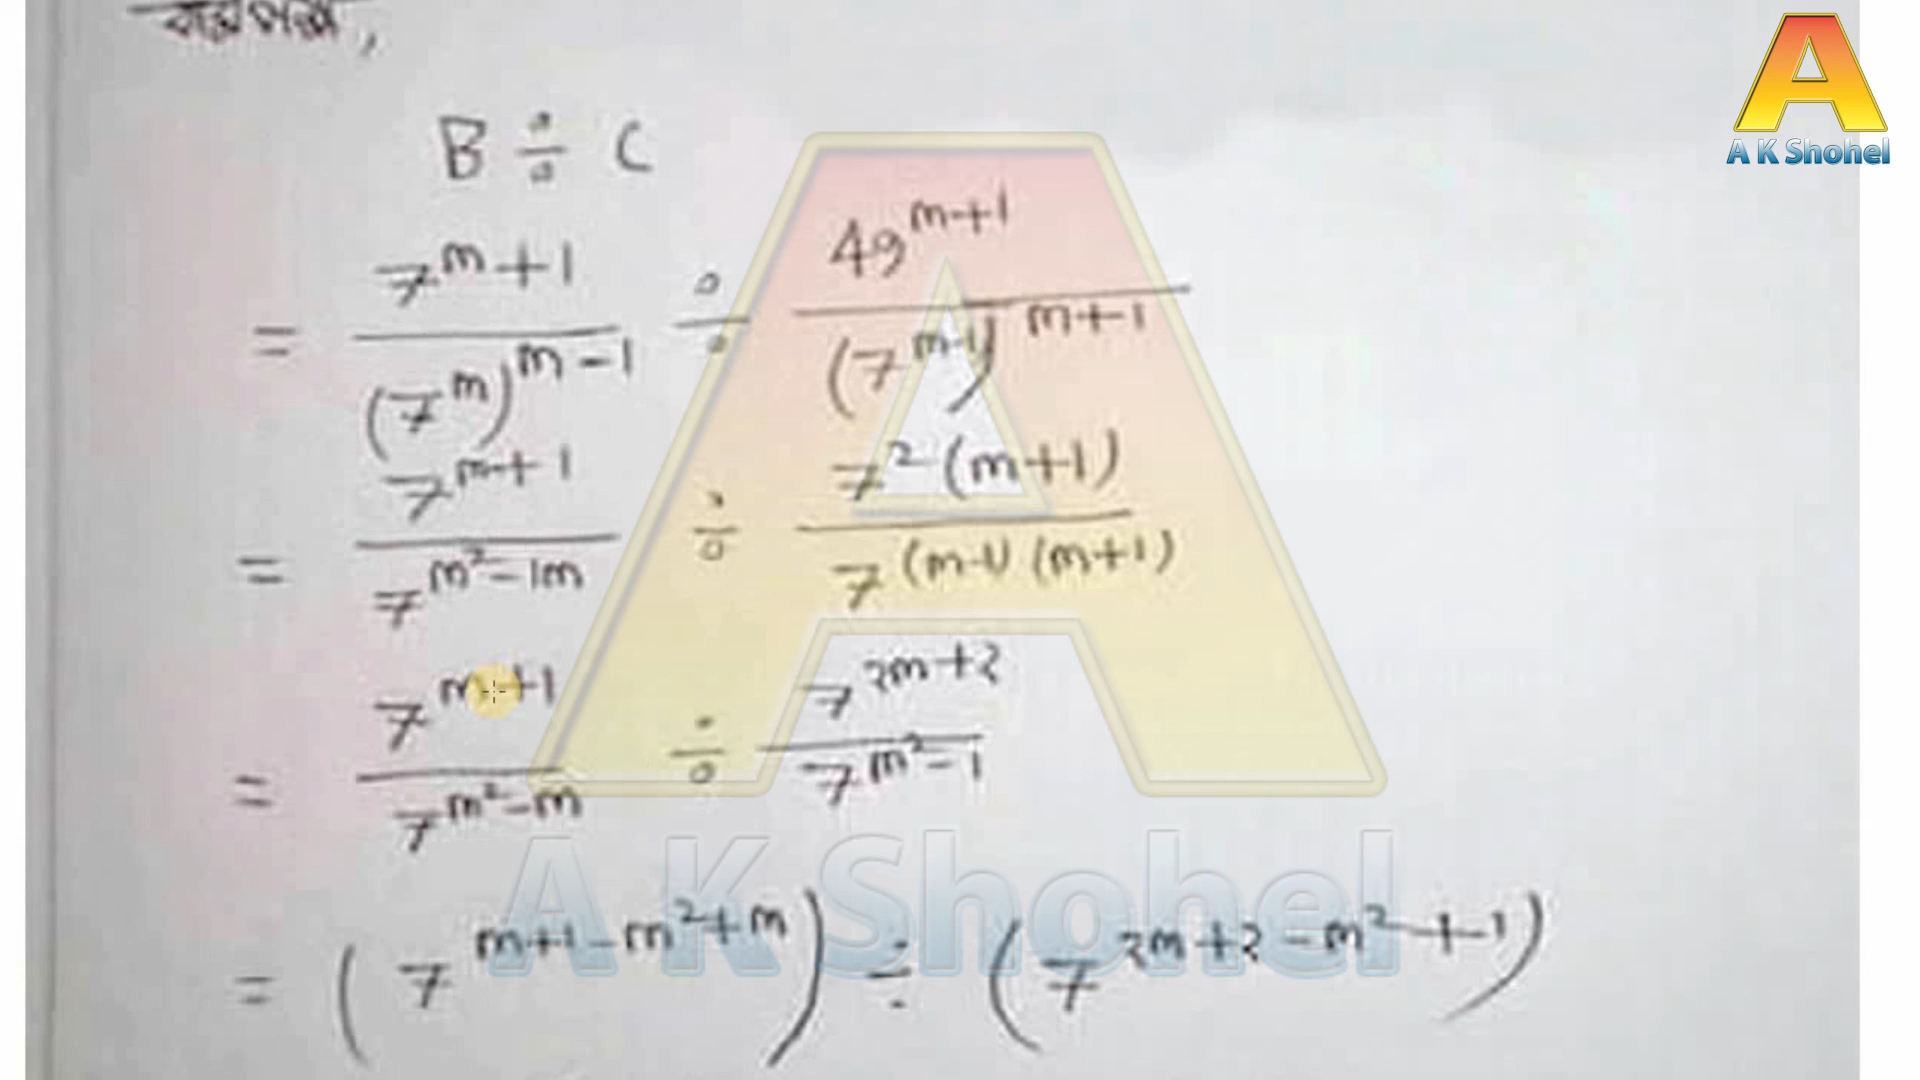 বামপক্ষ,
A K Shohel
B ÷ C
= 7^{m+1} / (7^m)^{m-1} ÷ 49^{m+1} / (7^{m-1})^{m+1}
= 7^{m+1} / 7^{m²-1m} ÷ 7^{2(m+1)} / 7^{(m-1)(m+1)}
= 7^{m+1} / 7^{m²-m} ÷ 7^{2m+2} / 7^{m²-1}
A K Shohel
= (7^{m+1-m²+m}) ÷ (7^{2m+2-m²+1})